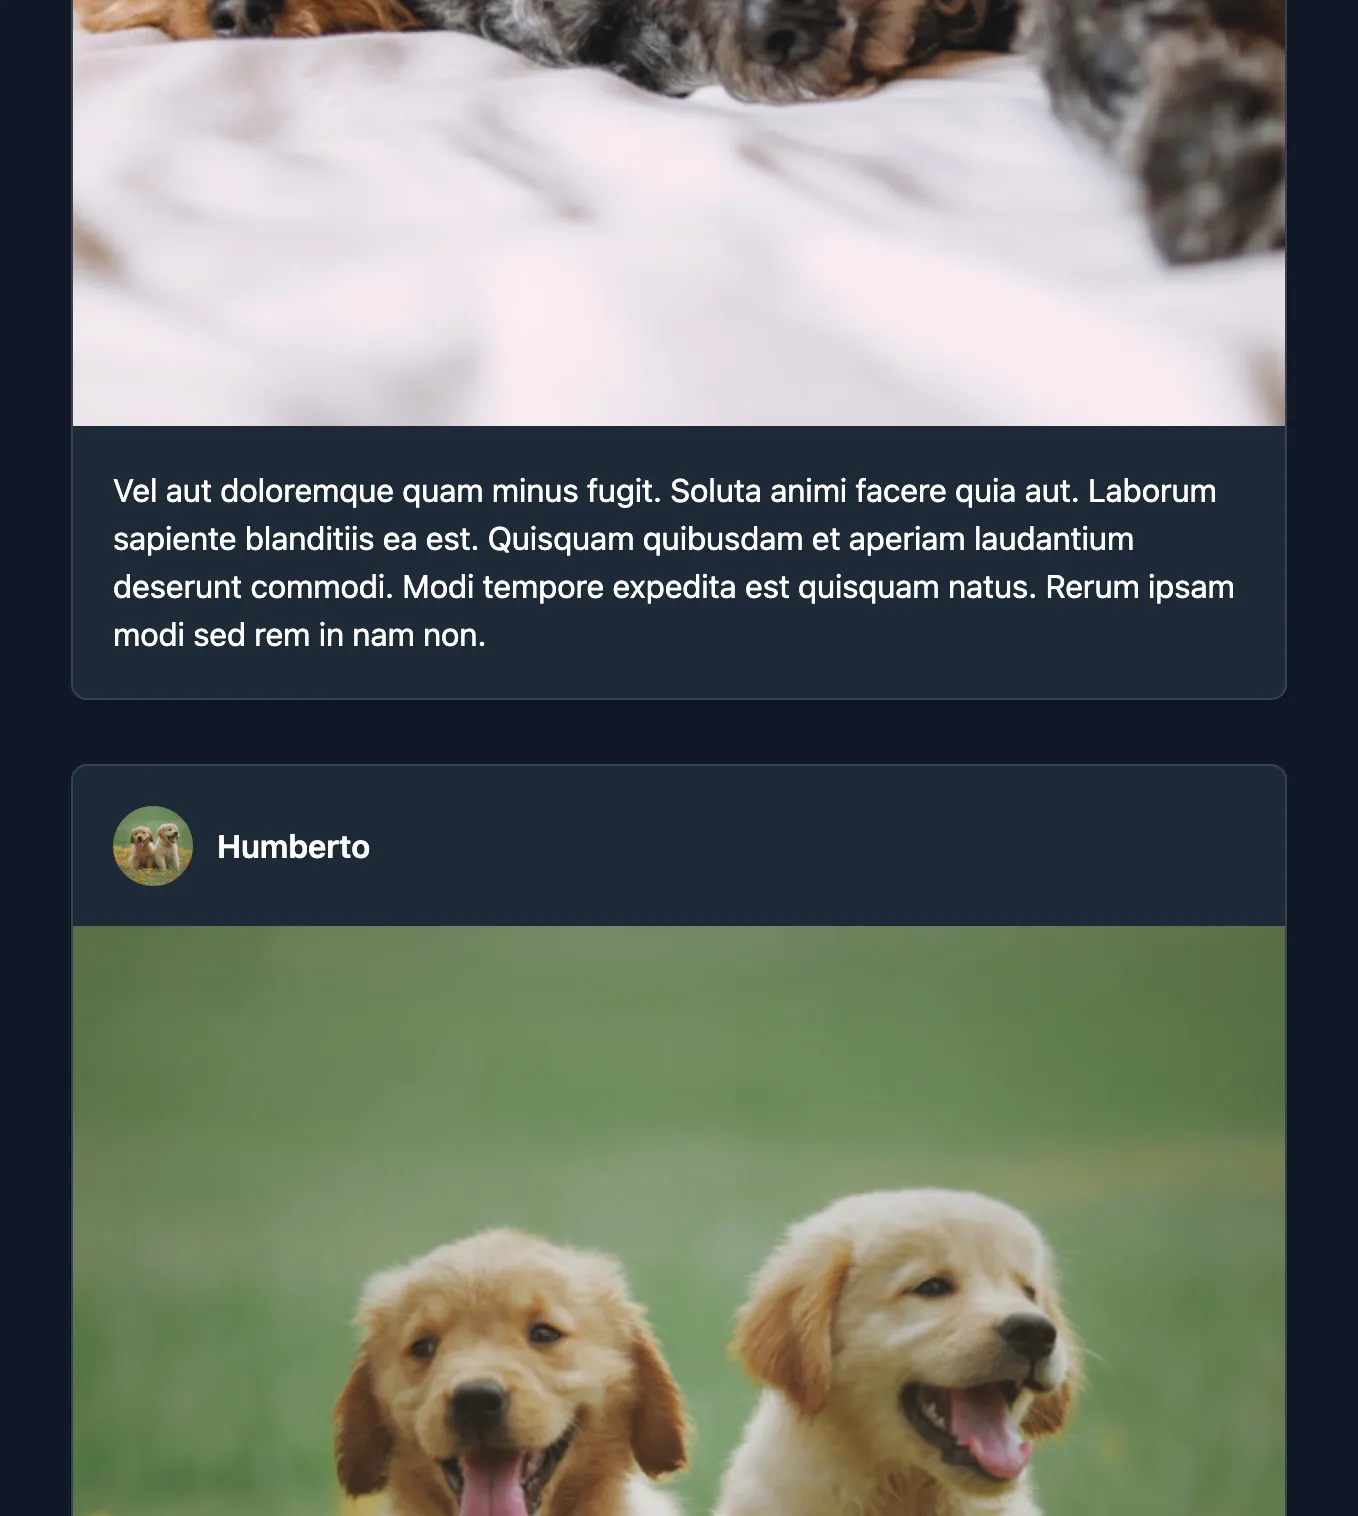 Vel aut doloremque quam minus fugit. Soluta animi facere quia aut. Laborum
sapiente blanditiis ea est. Quisquam quibusdam et aperiam laudantium
deserunt commodi. Modi tempore expedita est quisquam natus. Rerum ipsam
modi sed rem in nam non.
Humberto